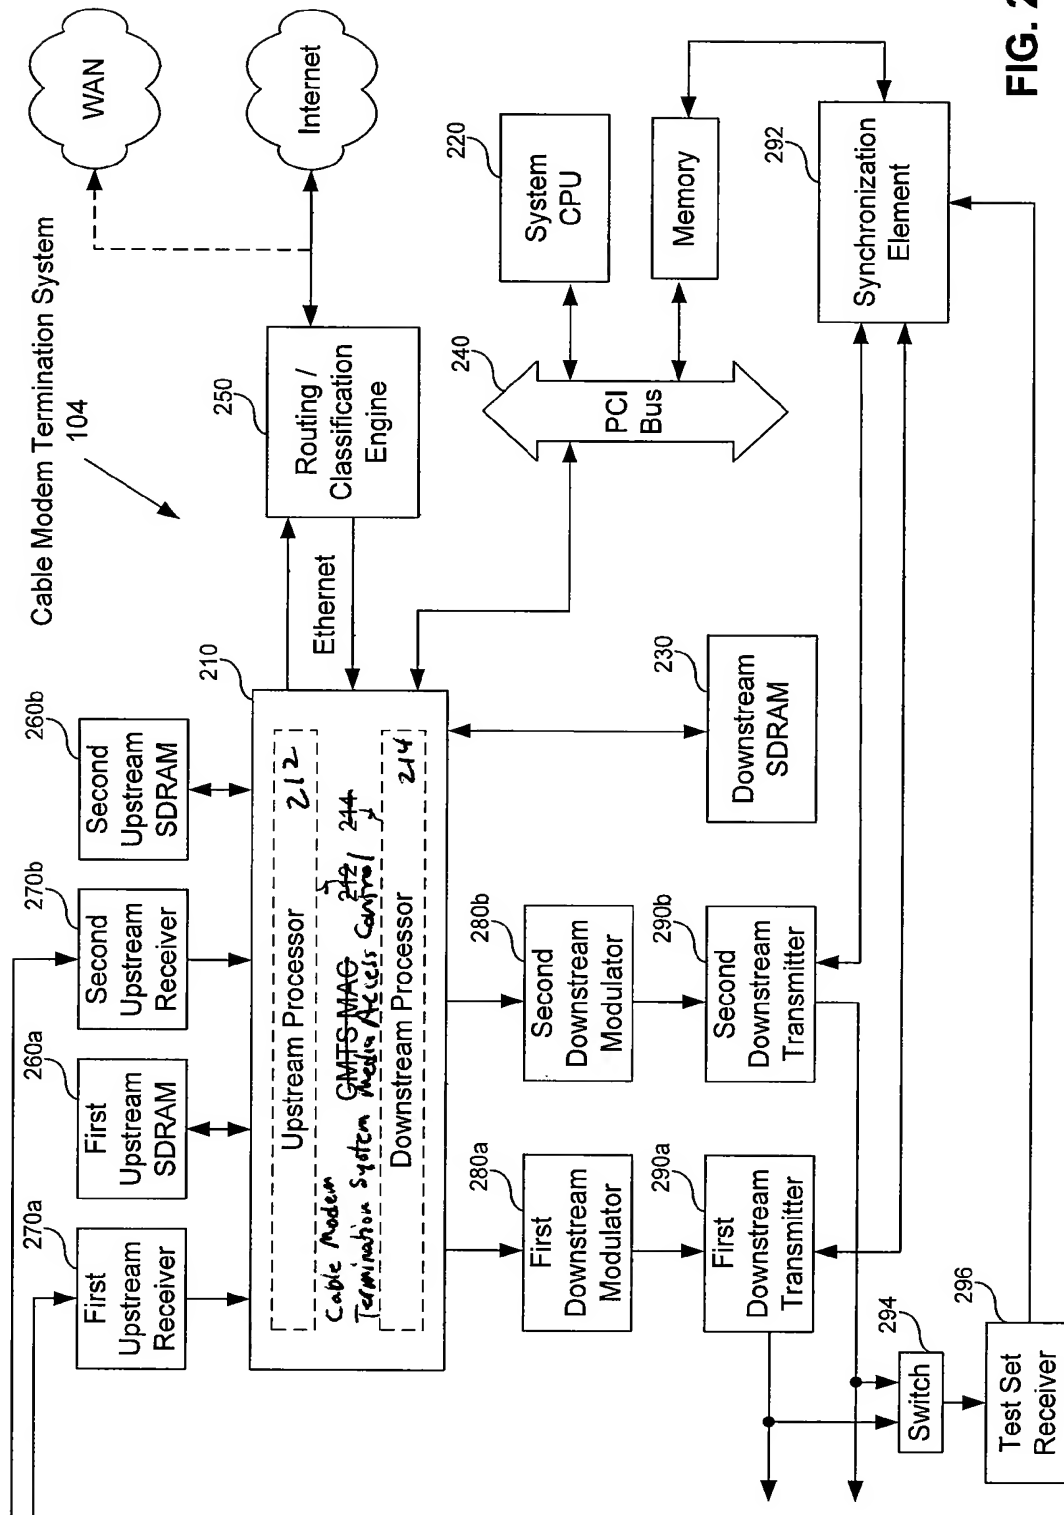 Cable Modem Termination System
104
WAN
Internet
250
Routing /
Classification
Engine
Ethernet
220
System
CPU
Memory
240
PCI
Bus
292
Synchronization
Element
260b
Second
Upstream
SDRAM
270b
Second
Upstream
Receiver
260a
First
Upstream
SDRAM
270a
First
Upstream
Receiver
210
Upstream Processor 212
212 214
CMTS MAC
Cable Modem
Termination System Media Access Control
Downstream Processor 214
230
Downstream
SDRAM
280b
Second
Downstream
Modulator
290b
Second
Downstream
Transmitter
280a
First
Downstream
Modulator
290a
First
Downstream
Transmitter
294
Switch
296
Test Set
Receiver
FIG. 2